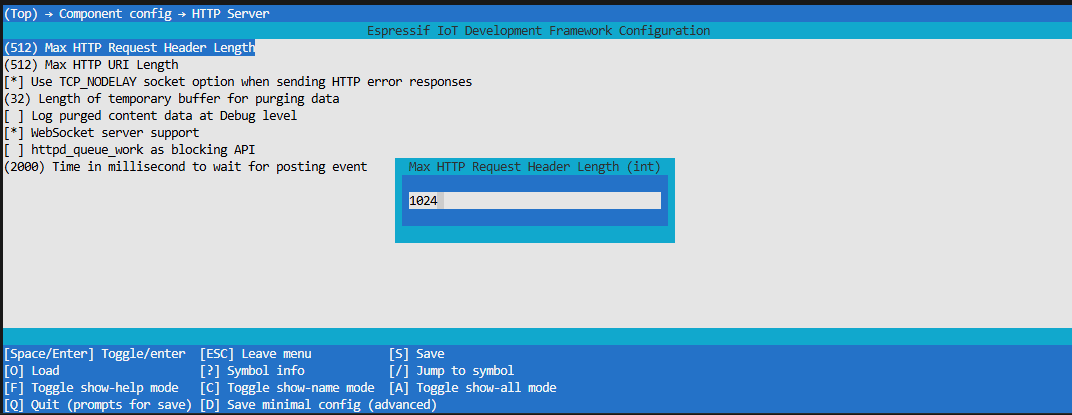 (Top) → Component config → HTTP Server
Espressif IoT Development Framework Configuration
(512) Max HTTP Request Header Length
(512) Max HTTP URI Length
[*] Use TCP_NODELAY socket option when sending HTTP error responses
(32) Length of temporary buffer for purging data
[ ] Log purged content data at Debug level
[*] WebSocket server support
[ ] httpd_queue_work as blocking API
(2000) Time in millisecond to wait for posting event
Max HTTP Request Header Length (int)
1024
[Space/Enter] Toggle/enter [ESC] Leave menu [S] Save
[O] Load [?] Symbol info [/] Jump to symbol
[F] Toggle show-help mode [C] Toggle show-name mode [A] Toggle show-all mode
[Q] Quit (prompts for save) [D] Save minimal config (advanced)